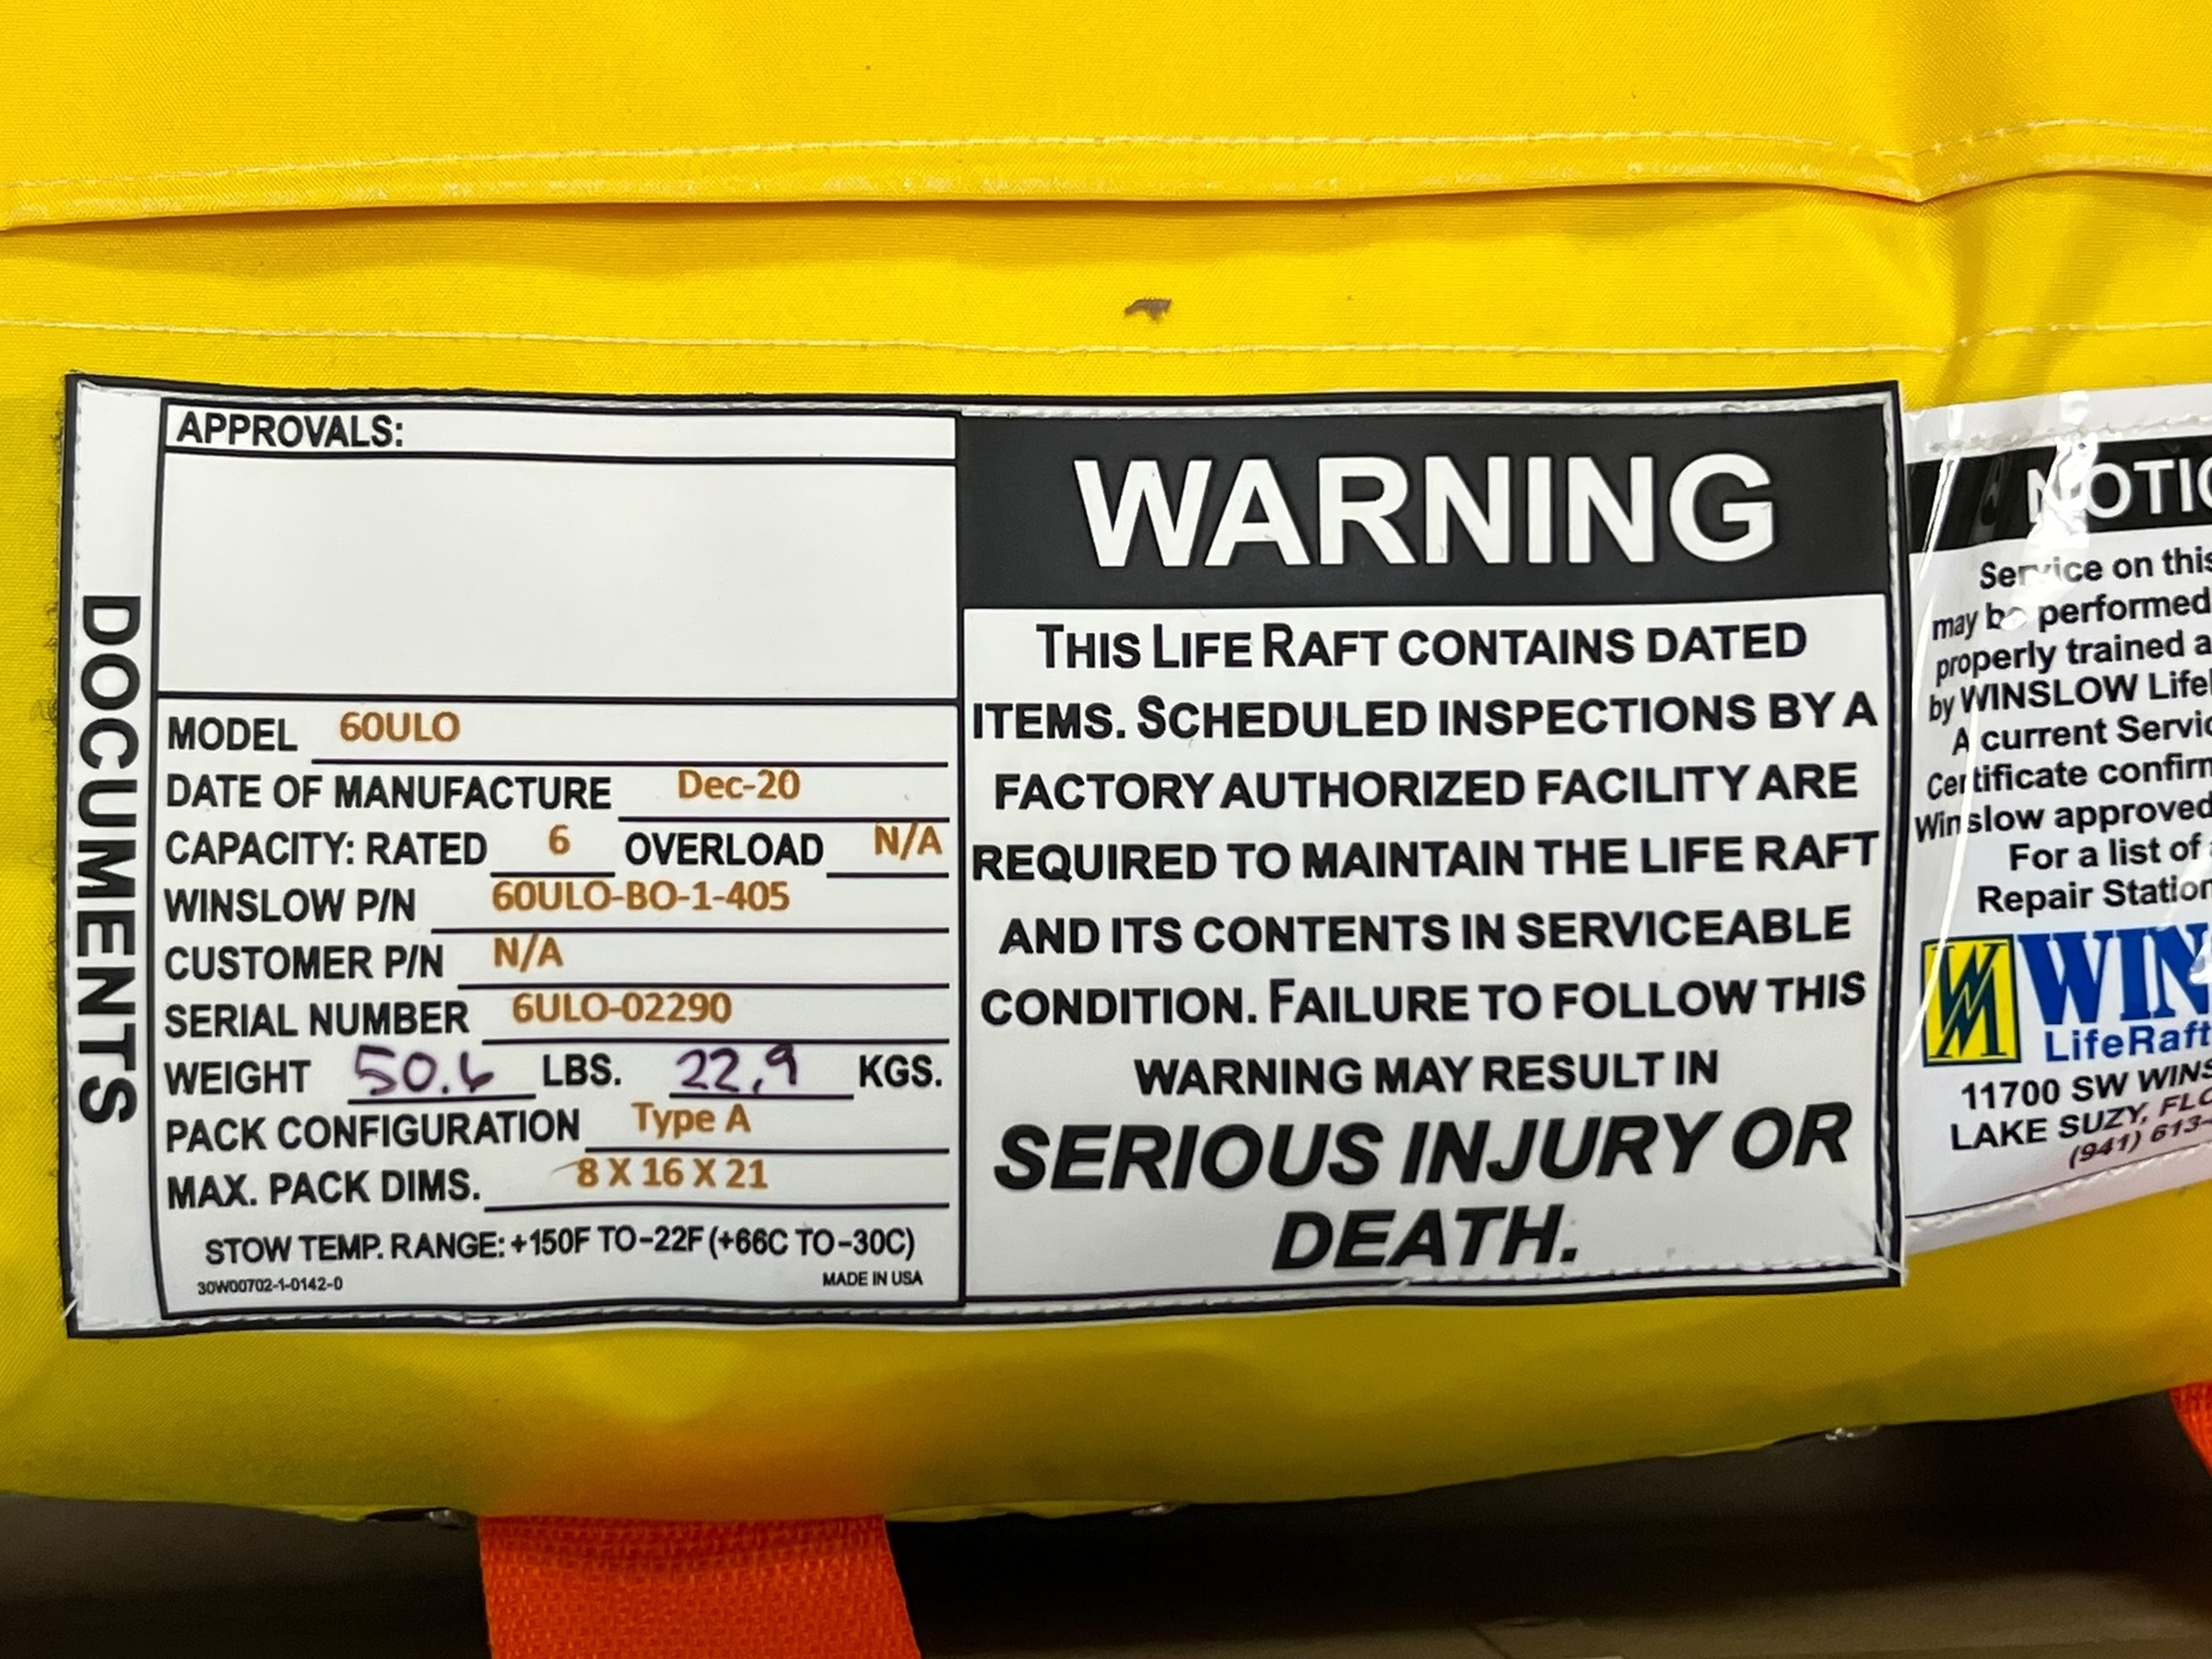 DOCUMENTS
APPROVALS:
MODEL 60ULO
DATE OF MANUFACTURE Dec-20
CAPACITY: RATED 6 OVERLOAD N/A
WINSLOW P/N 60ULO-BO-1-405
CUSTOMER P/N N/A
SERIAL NUMBER 6ULO-02290
WEIGHT 50.6 LBS. 22.9 KGS.
PACK CONFIGURATION Type A
MAX. PACK DIMS. 8 X 16 X 21
STOW TEMP. RANGE: +150F TO -22F (+66C TO -30C)
30W00702-1-0142-0 MADE IN USA
WARNING
THIS LIFE RAFT CONTAINS DATED
ITEMS. SCHEDULED INSPECTIONS BY A
FACTORY AUTHORIZED FACILITY ARE
REQUIRED TO MAINTAIN THE LIFE RAFT
AND ITS CONTENTS IN SERVICEABLE
CONDITION. FAILURE TO FOLLOW THIS
WARNING MAY RESULT IN
SERIOUS INJURY OR
DEATH.
Service on this
may be performed
properly trained
by WINSLOW
A current
Certificate
Winslow approved
For a list of
Repair
LifeRaft
11700 SW
LAKE SUZY,
(941)